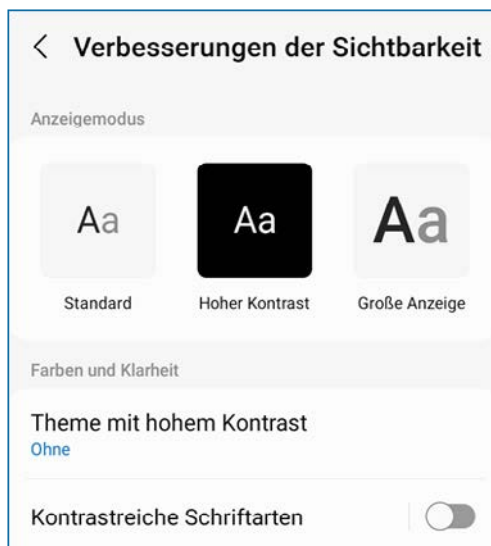 Verbesserungen der Sichtbarkeit
Anzeigemodus
Aa
Aa
Aa
Standard
Hoher Kontrast
Große Anzeige
Farben und Klarheit
Theme mit hohem Kontrast
Ohne
Kontrastreiche Schriftarten